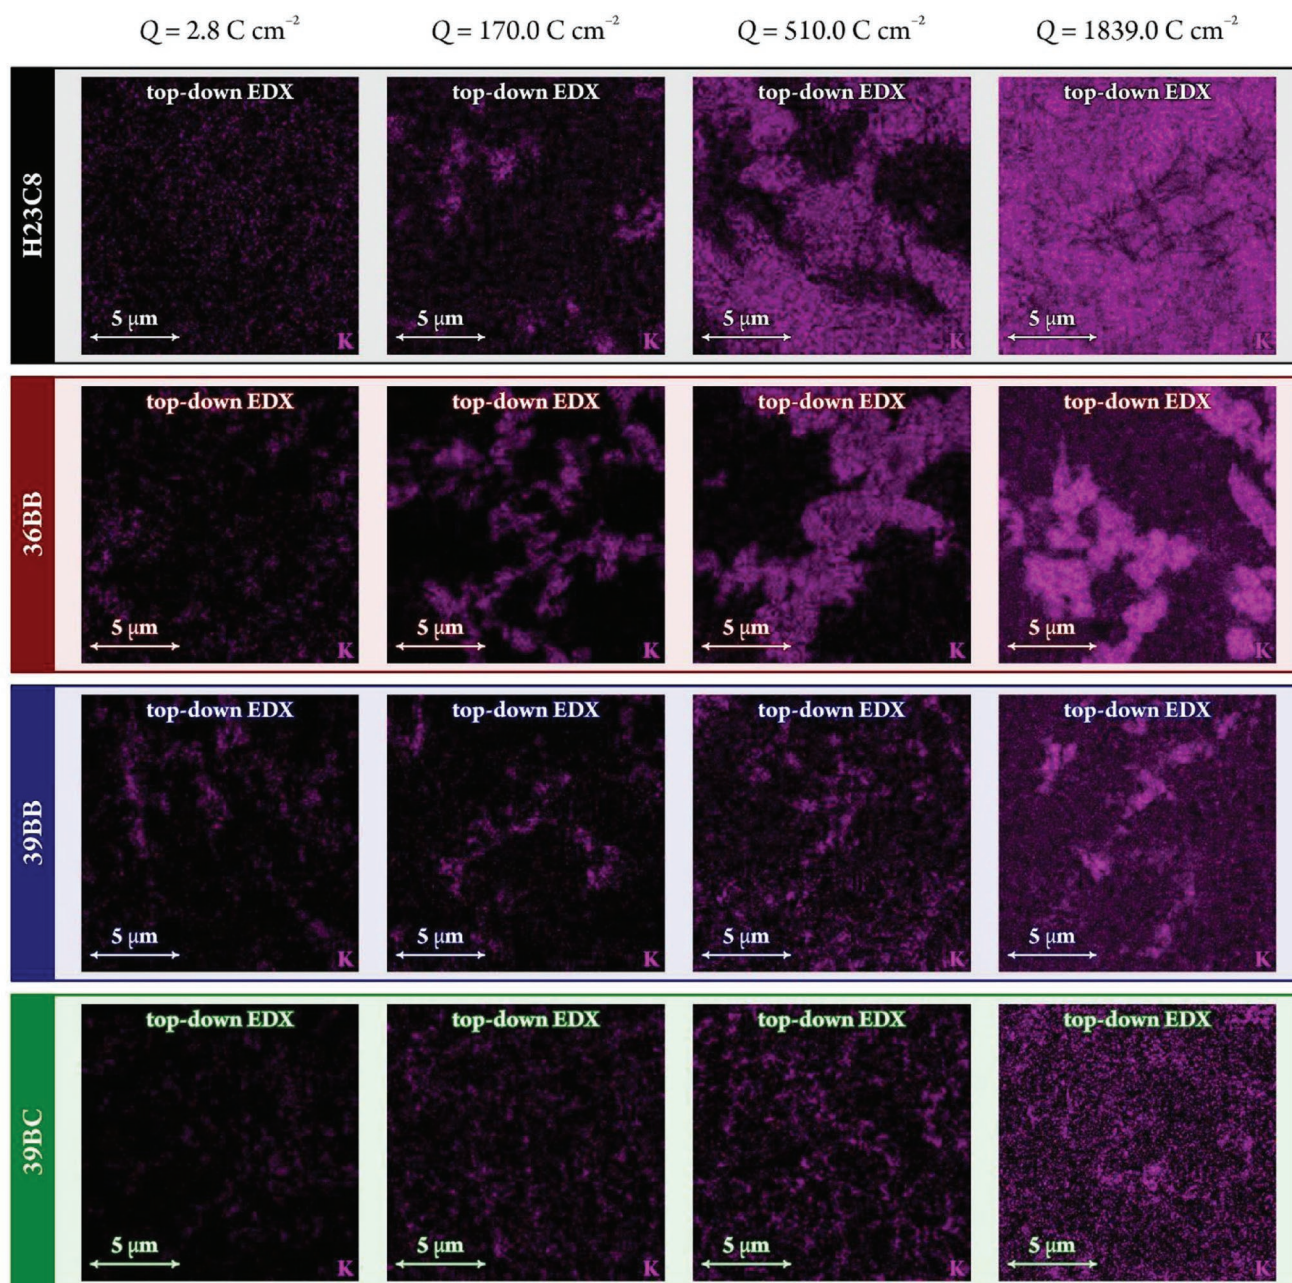 Q = 2.8 C cm⁻² Q = 170.0 C cm⁻² Q = 510.0 C cm⁻² Q = 1839.0 C cm⁻²
H23C8
top-down EDX top-down EDX top-down EDX top-down EDX
5 μm 5 μm 5 μm 5 μm
K K K K
36BB
top-down EDX top-down EDX top-down EDX top-down EDX
5 μm 5 μm 5 μm 5 μm
K K K K
39BB
top-down EDX top-down EDX top-down EDX top-down EDX
5 μm 5 μm 5 μm 5 μm
K K K K
39BC
top-down EDX top-down EDX top-down EDX top-down EDX
5 μm 5 μm 5 μm 5 μm
K K K K